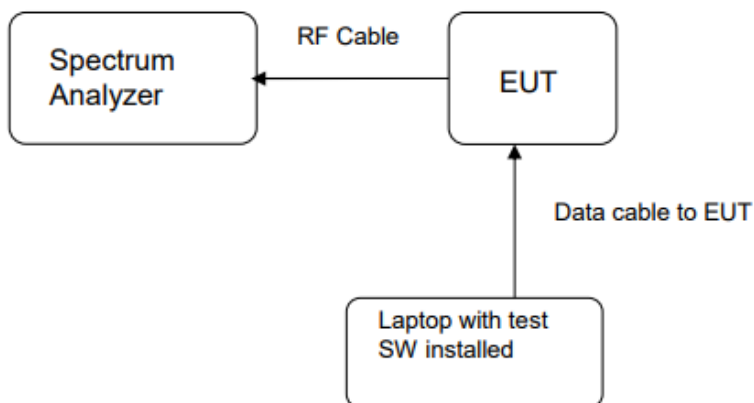 RF Cable
Spectrum
Analyzer
EUT
Data cable to EUT
Laptop with test
SW installed